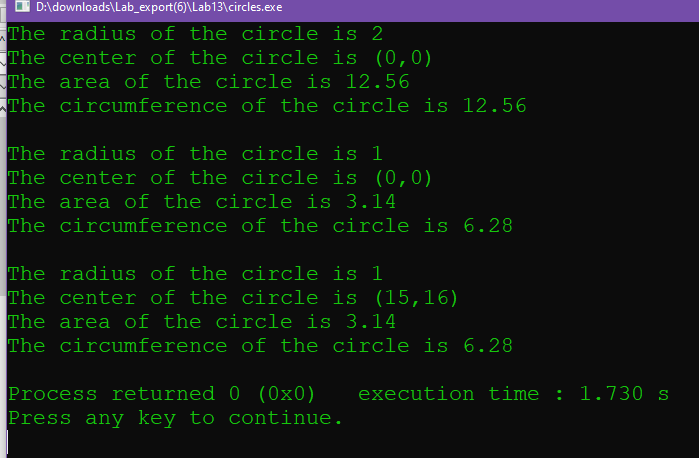 D:\downloads\Lab_export(6)\Lab13\circles.exe
The radius of the circle is 2
The center of the circle is (0,0)
The area of the circle is 12.56
The circumference of the circle is 12.56
The radius of the circle is 1
The center of the circle is (0,0)
The area of the circle is 3.14
The circumference of the circle is 6.28
The radius of the circle is 1
The center of the circle is (15,16)
The area of the circle is 3.14
The circumference of the circle is 6.28
Process returned 0 (0x0)   execution time : 1.730 s
Press any key to continue.